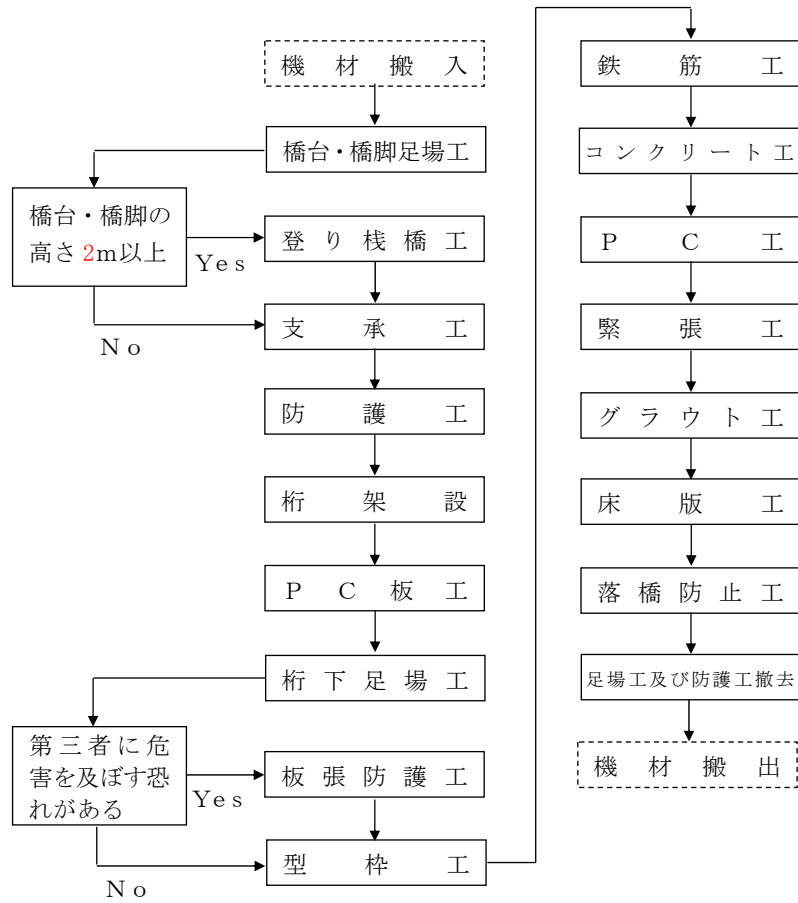 機材搬入
橋台・橋脚足場工
橋台・橋脚の
高さ2m以上
Yes
登り桟橋工
No
支承工
防護工
桁架設
PC板工
桁下足場工
第三者に危
害を及ぼす恐
れがある
Yes
板張防護工
No
型枠工
鉄筋工
コンクリート工
PC工
緊張工
グラウト工
床版工
落橋防止工
足場工及び防護工撤去
機材搬出